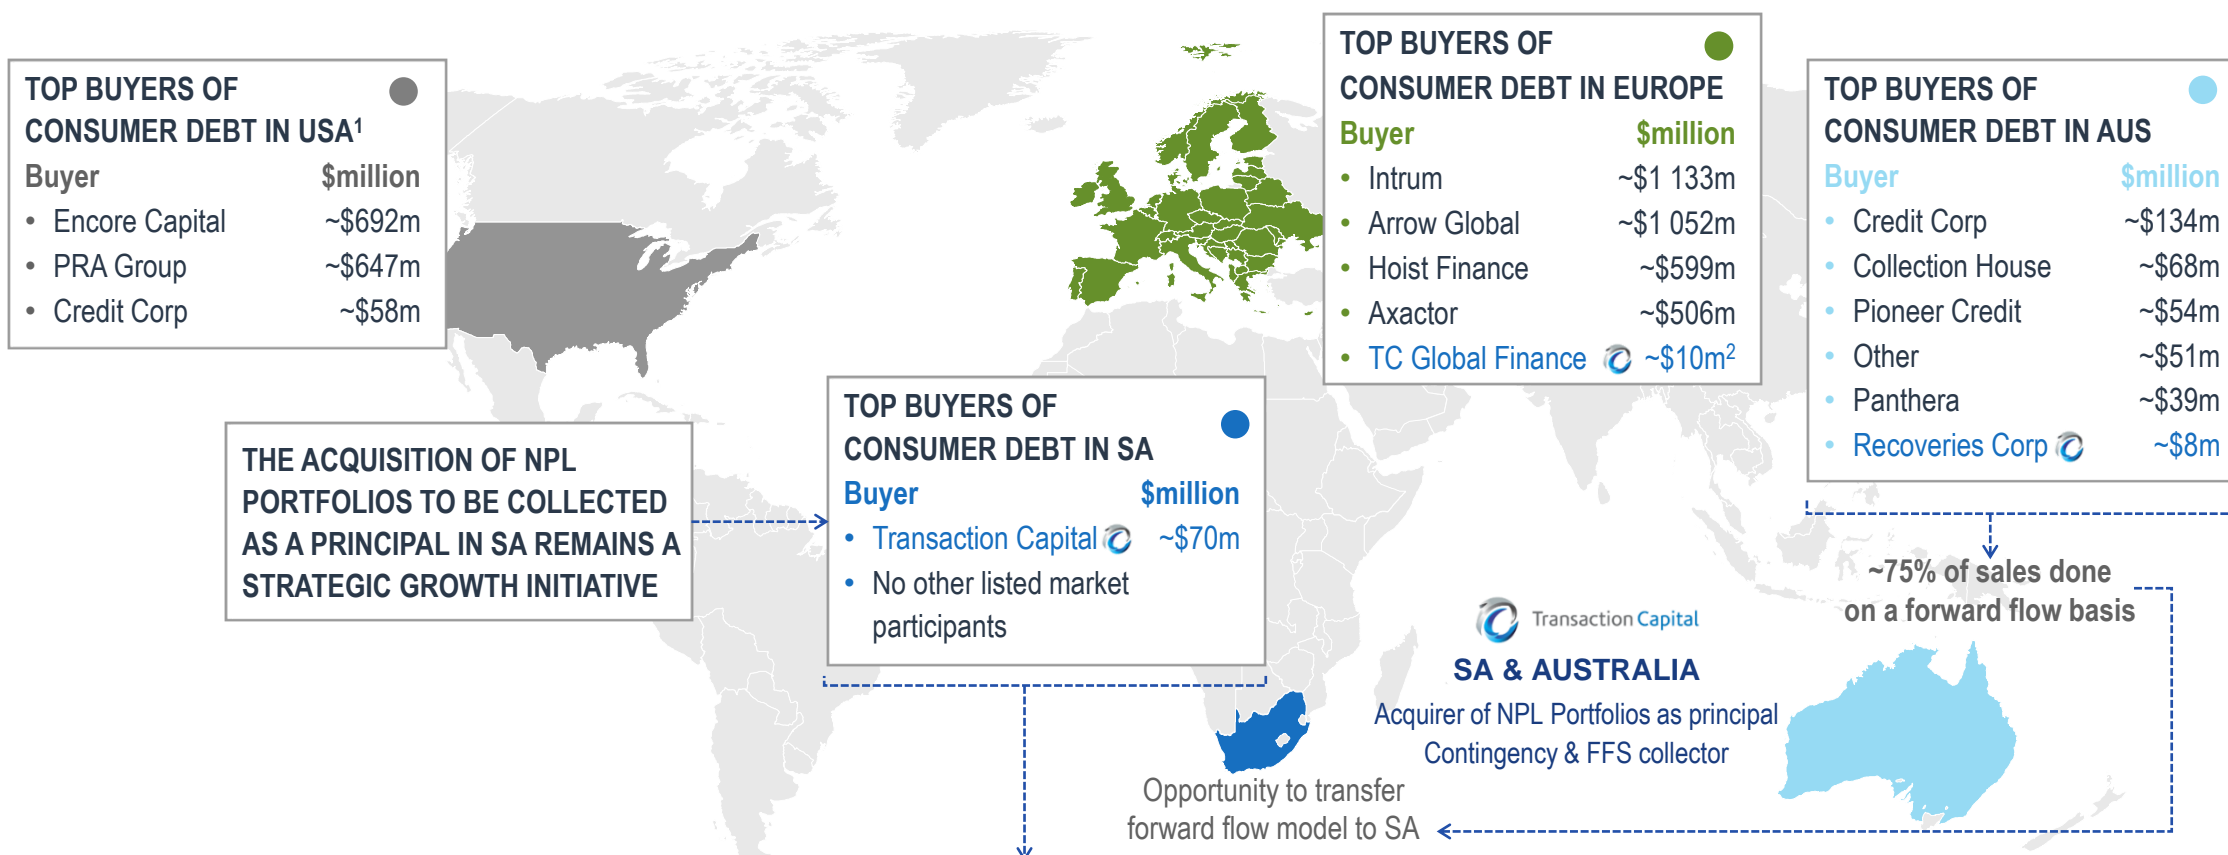 TOP BUYERS OF
CONSUMER DEBT IN USA¹
Buyer $million
• Encore Capital ~$692m
• PRA Group ~$647m
• Credit Corp ~$58m
THE ACQUISITION OF NPL
PORTFOLIOS TO BE COLLECTED
AS A PRINCIPAL IN SA REMAINS A
STRATEGIC GROWTH INITIATIVE
TOP BUYERS OF
CONSUMER DEBT IN SA
Buyer $million
• Transaction Capital ~$70m
• No other listed market
participants
TOP BUYERS OF
CONSUMER DEBT IN EUROPE
Buyer $million
• Intrum ~$1 133m
• Arrow Global ~$1 052m
• Hoist Finance ~$599m
• Axactor ~$506m
• TC Global Finance ~$10m²
TOP BUYERS OF
CONSUMER DEBT IN AUS
Buyer $million
• Credit Corp ~$134m
• Collection House ~$68m
• Pioneer Credit ~$54m
• Other ~$51m
• Panthera ~$39m
• Recoveries Corp ~$8m
~75% of sales done
on a forward flow basis
Transaction Capital
SA & AUSTRALIA
Acquirer of NPL Portfolios as principal
Contingency & FFS collector
Opportunity to transfer
forward flow model to SA